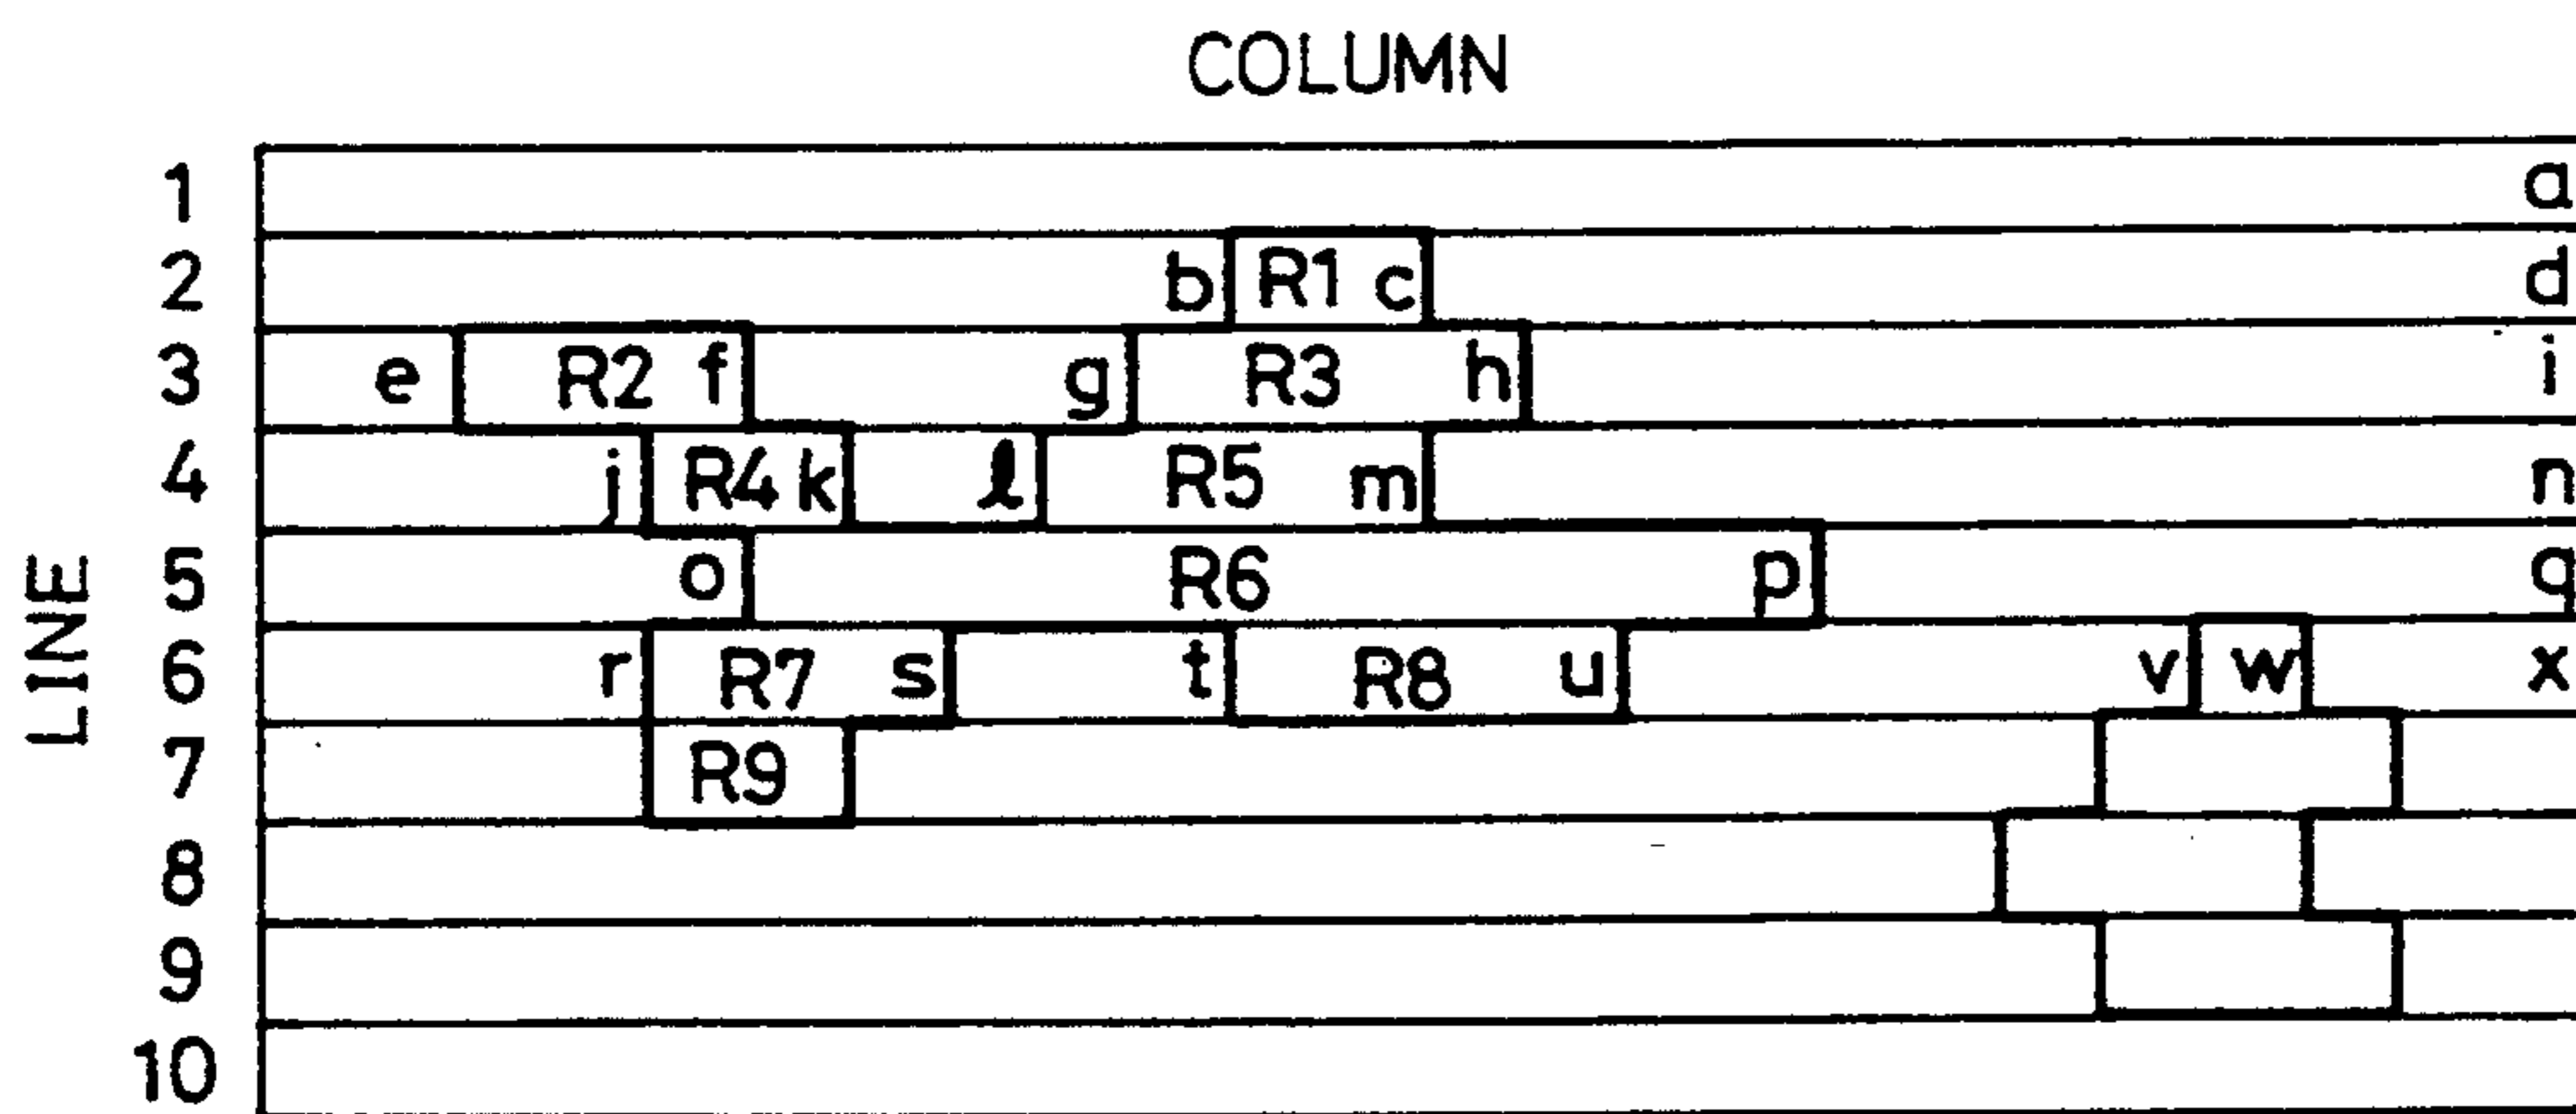 COLUMN
1 a
2 b R1 c d
3 e R2 f g R3 h i
4 j R4 k l R5 m n
LINE
5 o R6 p q
6 r R7 s t R8 u v w x
7 R9
8
9
10